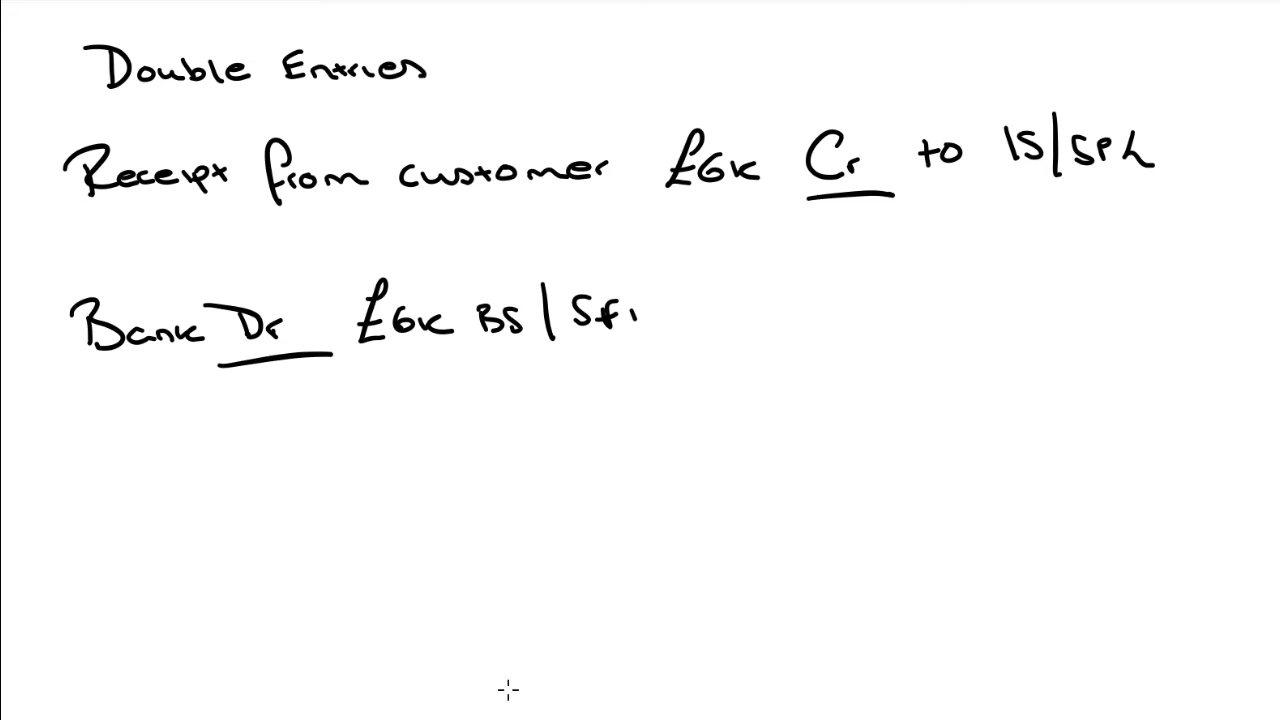 Double Entries
Receipt from customer £6K Cr to IS/SPL
Bank Dr £6K BS/SFP